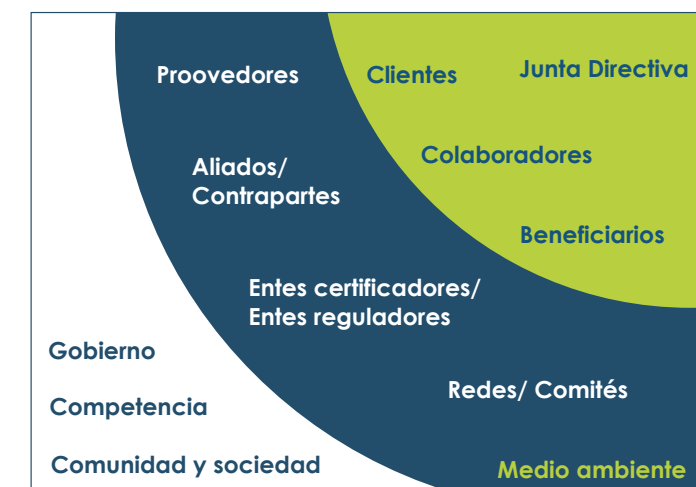 Proovedores
Clientes
Junta Directiva
Aliados/
Contrapartes
Colaboradores
Beneficiarios
Entes certificadores/
Entes reguladores
Gobierno
Redes/ Comités
Competencia
Comunidad y sociedad
Medio ambiente